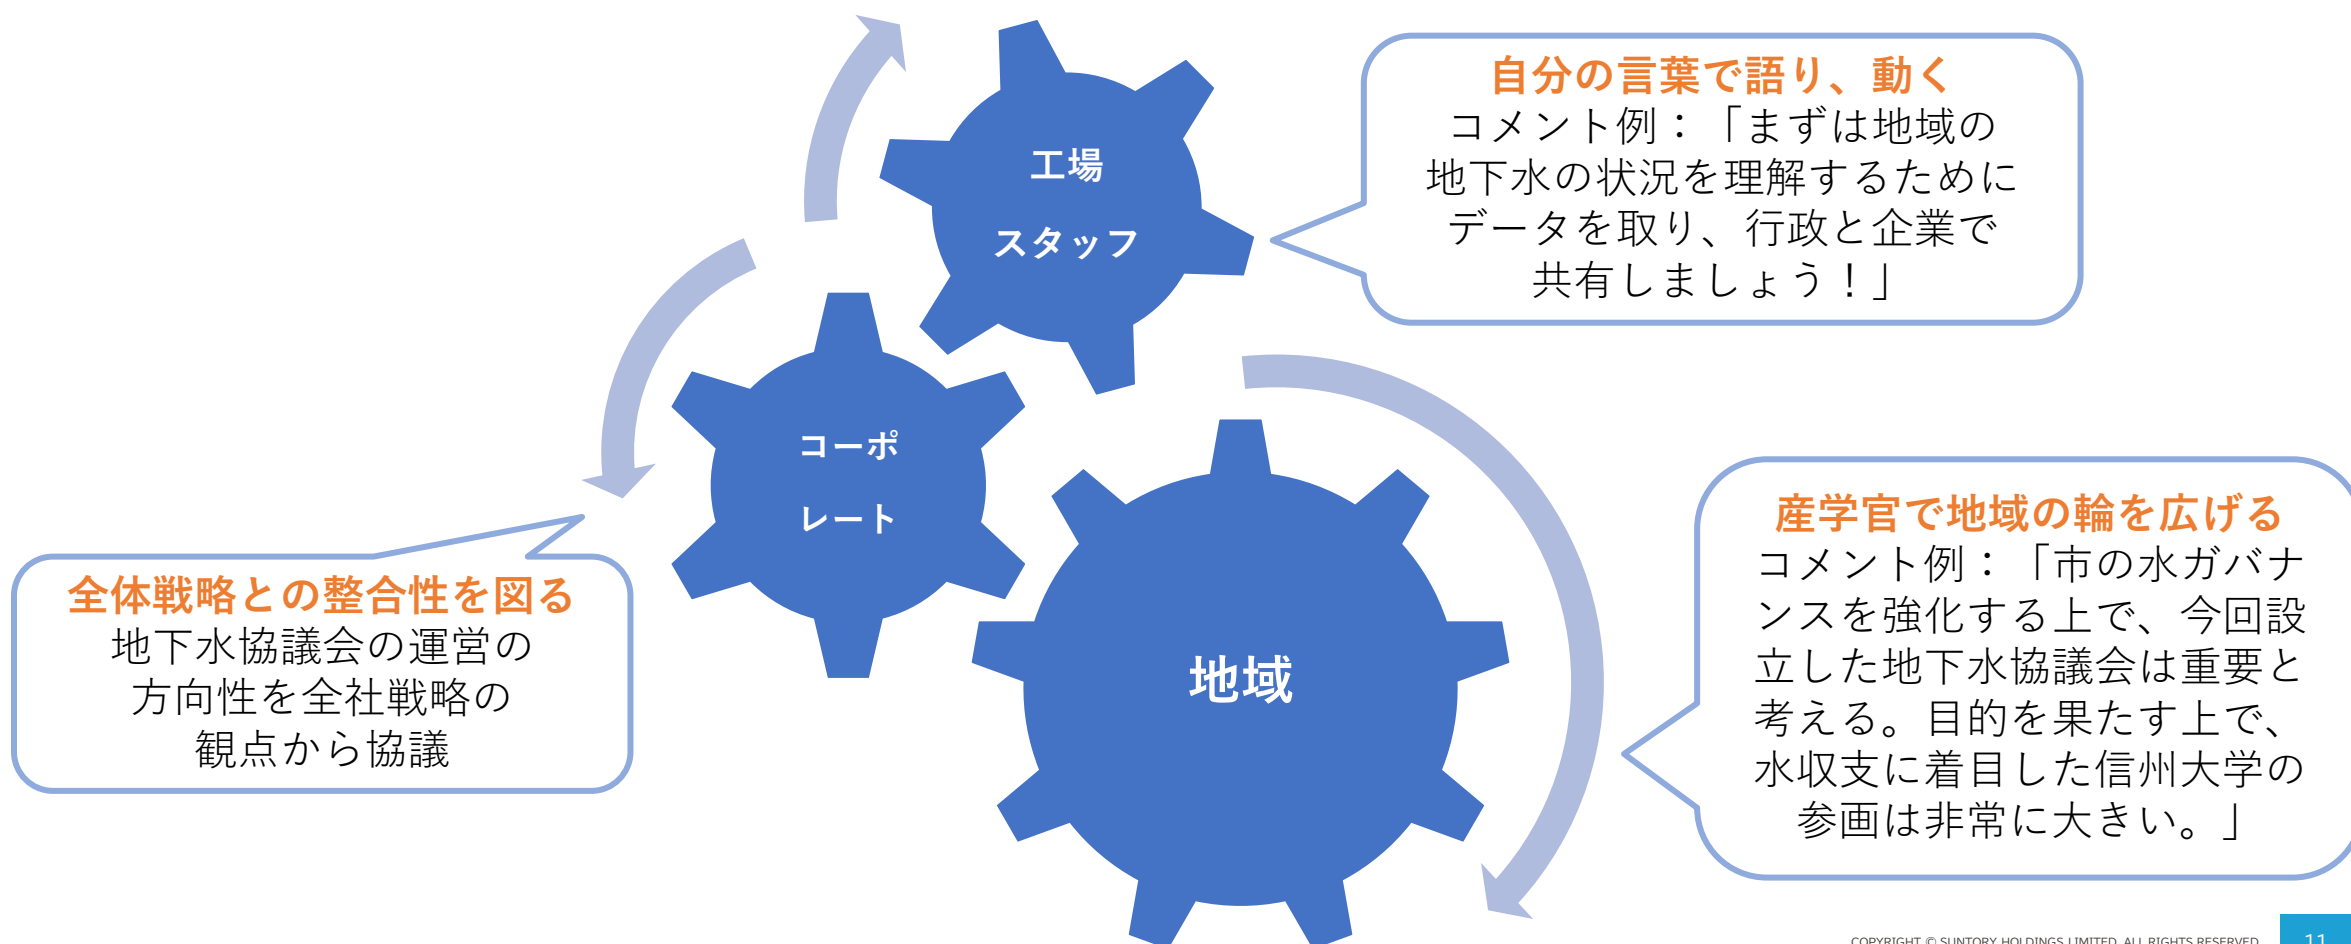 自分の言葉で語り、動く
コメント例：「まずは地域の
地下水の状況を理解するために
データを取り、行政と企業で
共有しましょう！」
工場
スタッフ
コーポ
レート
全体戦略との整合性を図る
地下水協議会の運営の
方向性を全社戦略の
観点から協議
地域
産学官で地域の輪を広げる
コメント例：「市の水ガバナ
ンスを強化する上で、今回設
立した地下水協議会は重要と
考える。目的を果たす上で、
水収支に着目した信州大学の
参画は非常に大きい。」
COPYRIGHT © SUNTORY HOLDINGS LIMITED. ALL RIGHTS RESERVED.
11